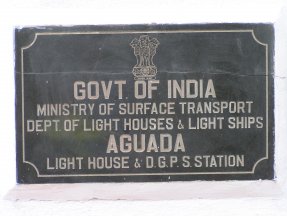 GOVT OF INDIA
MINISTRY OF SURFACE TRANSPORT
DEPT. OF LIGHT HOUSES & LIGHT SHIPS
AGUADA
LIGHT HOUSE & D.G.P.S. STATION